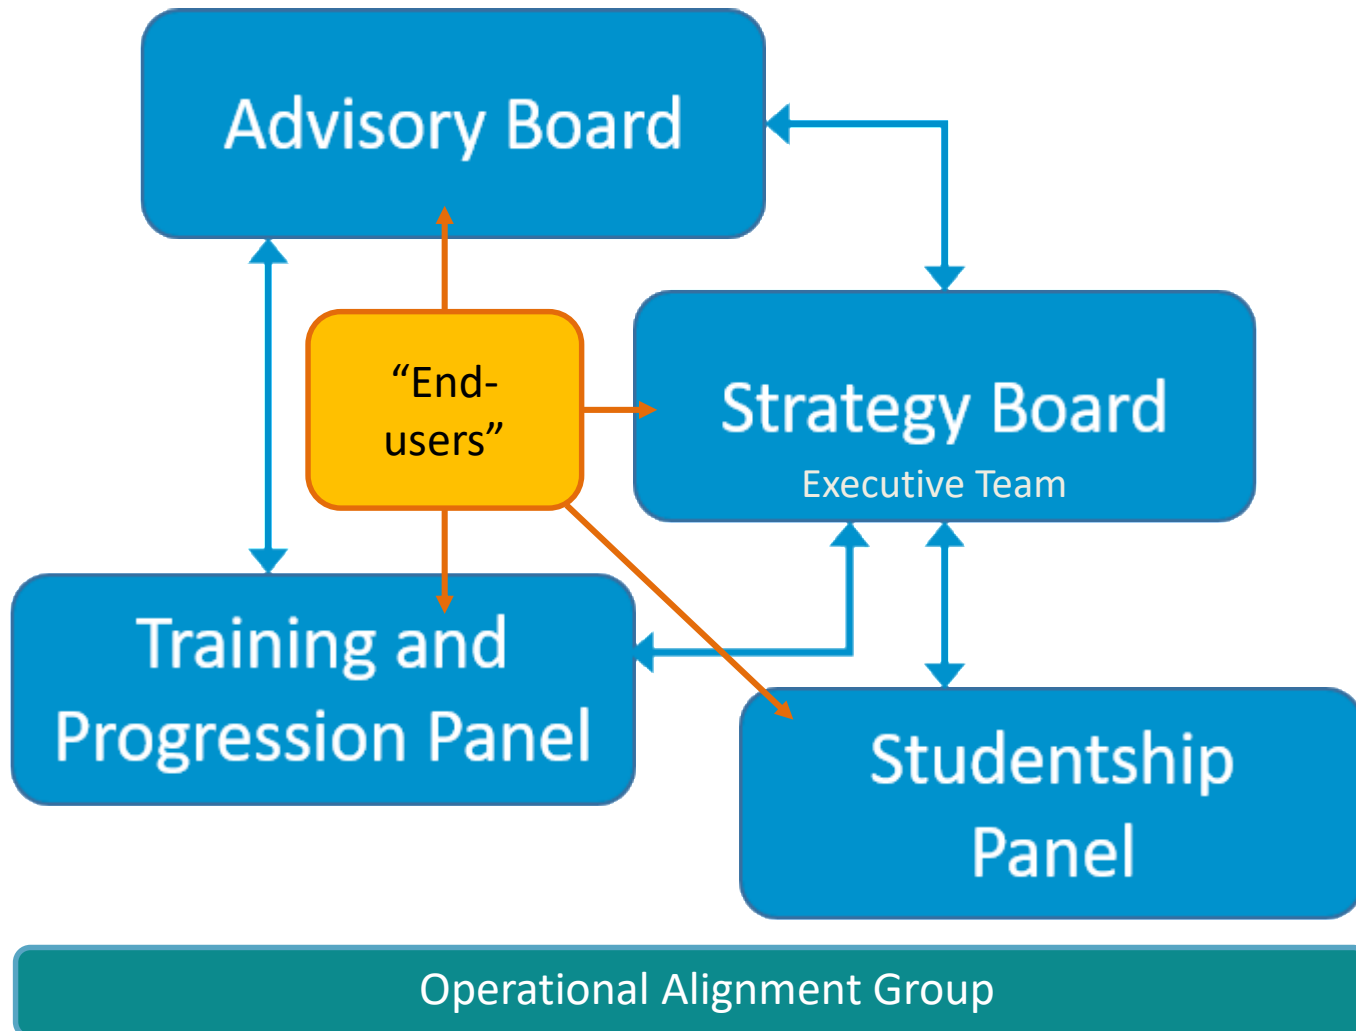 Advisory Board
“End-
users”
Strategy Board
Executive Team
Training and
Progression Panel
Studentship
Panel
Operational Alignment Group